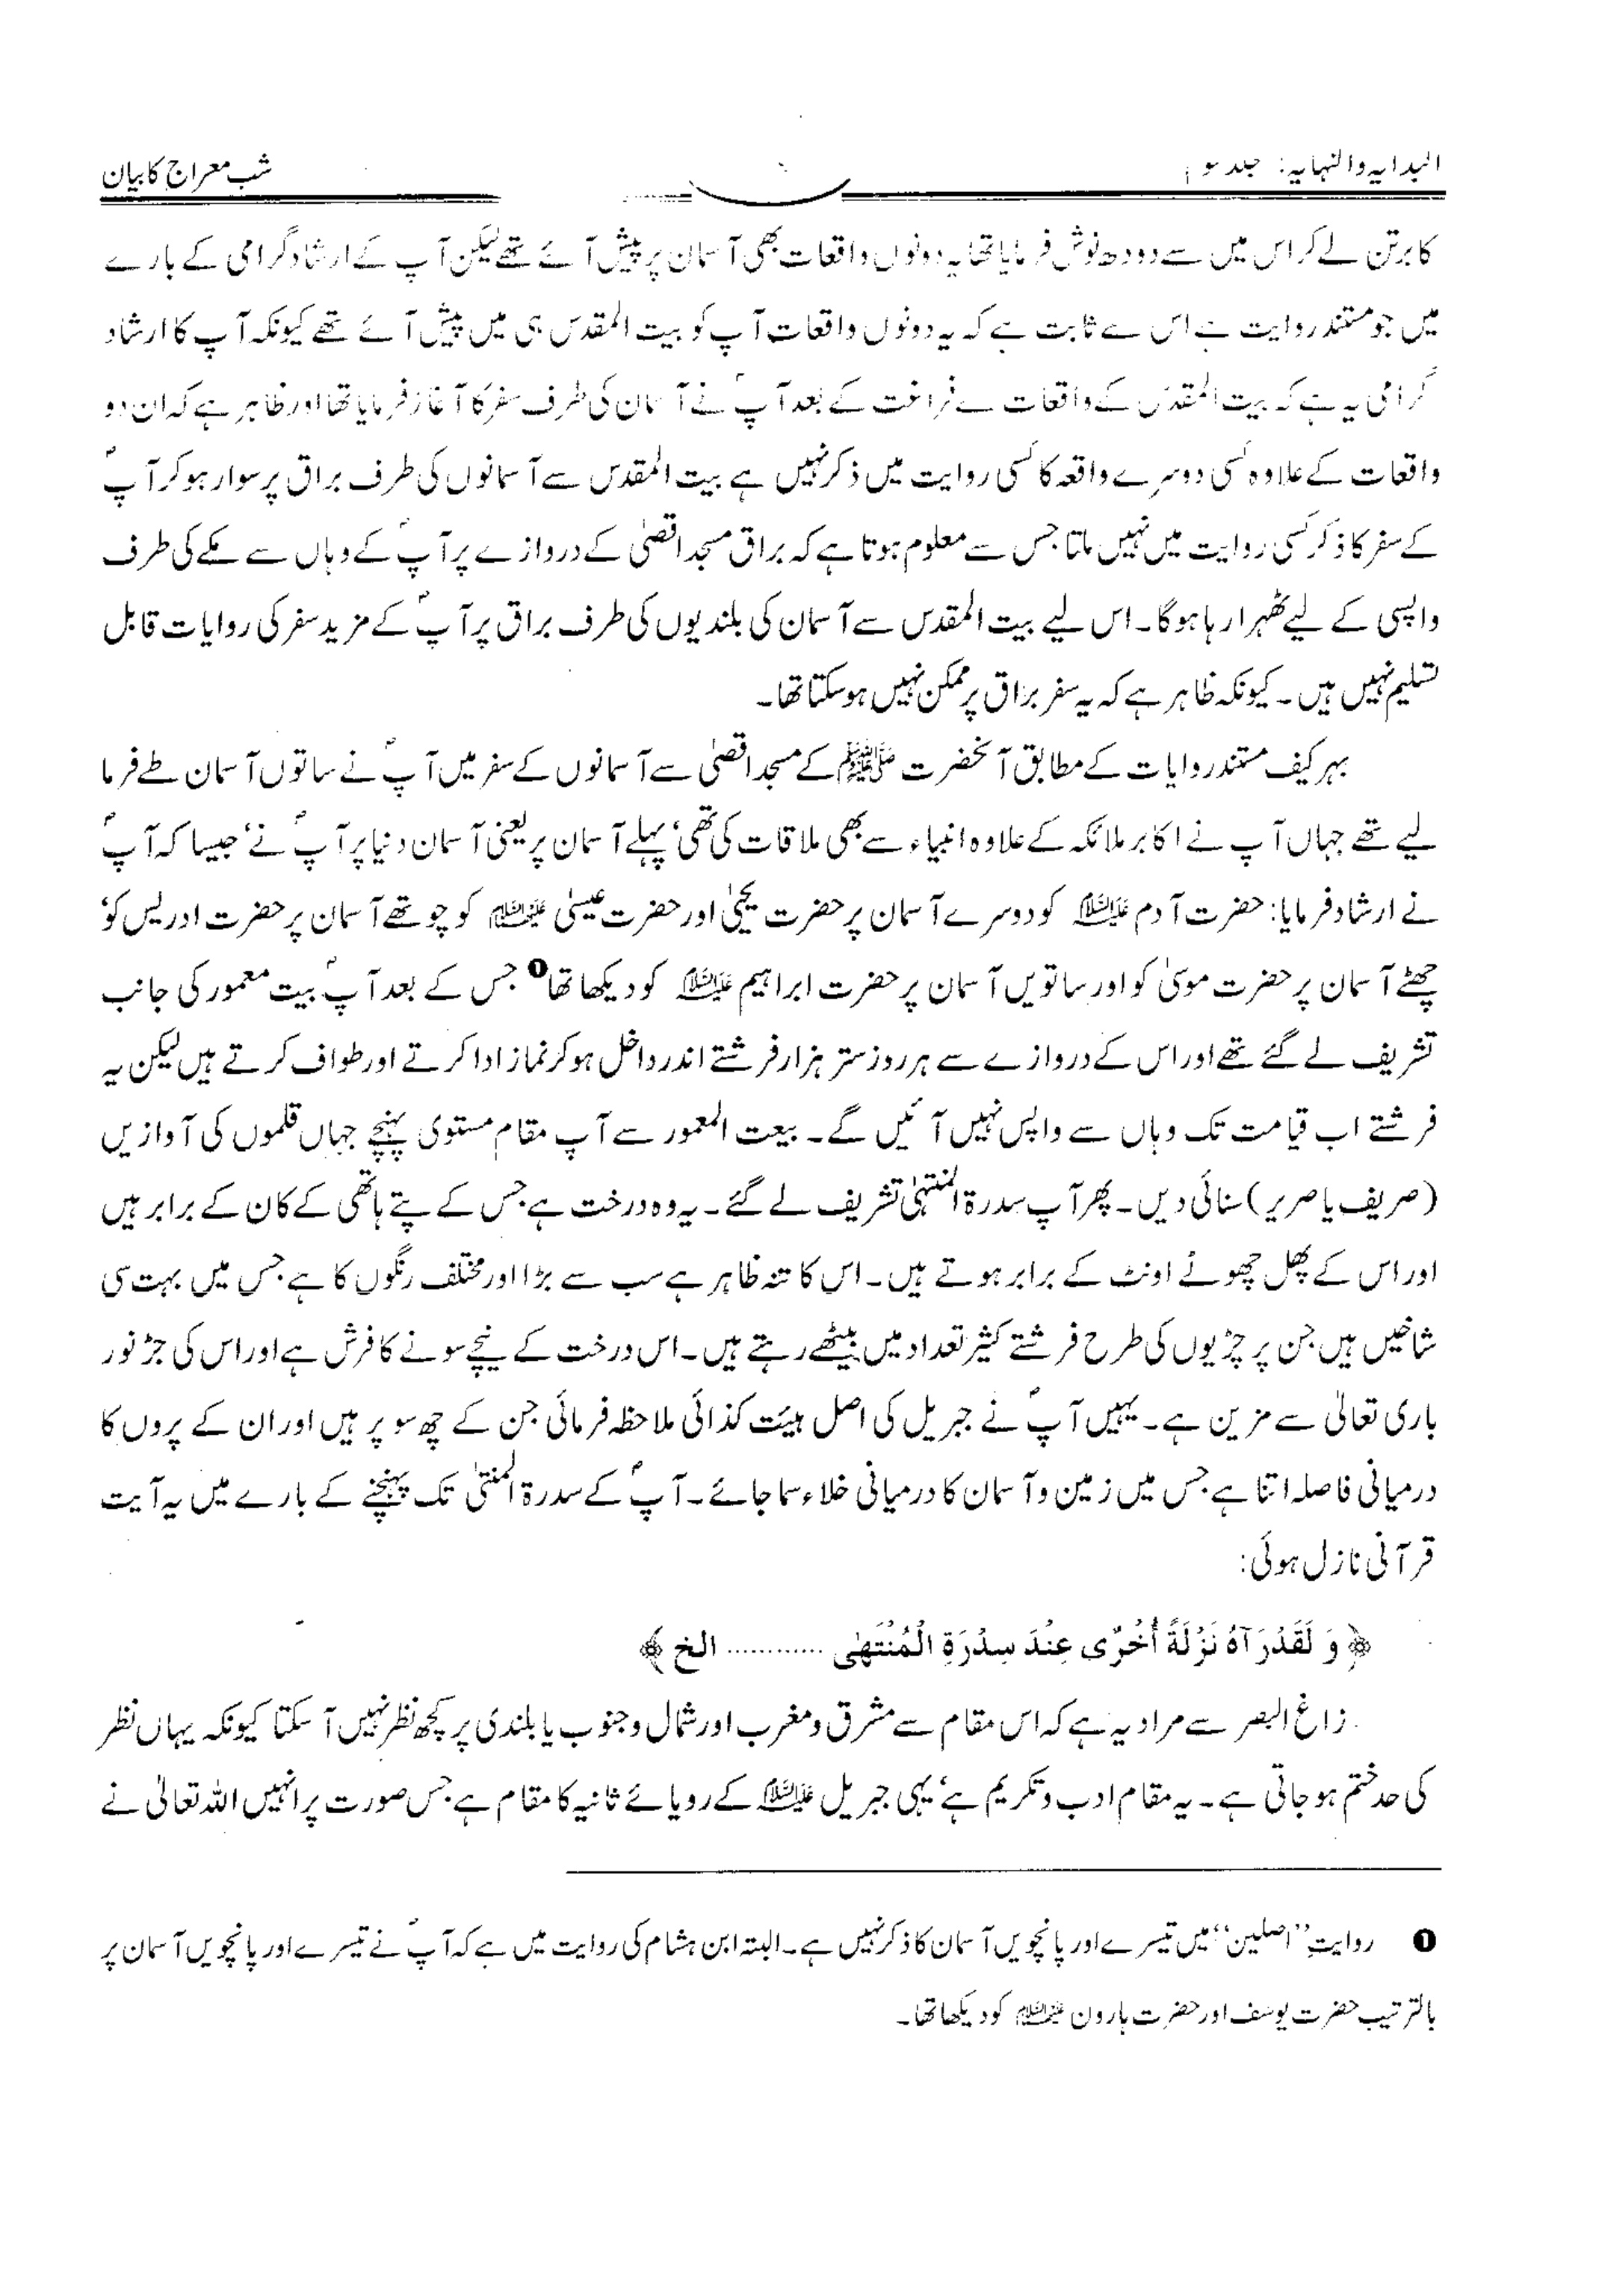 البدایہ والنہایہ: جلد سو
شب معراج کا بیان
کا برتن لے کر اس میں سے دودھ نوش فرمایا تھا یہ دونوں واقعات بھی آسمان پر پیش آئے تھے لیکن آپ کے ارشاد گرامی کے بارے
میں جو مستند روایت ہے اس سے ثابت ہے کہ یہ دونوں واقعات آپ کو بیت المقدس ہی میں پیش آئے تھے کیونکہ آپ کا ارشاد
گرامی یہ ہے کہ بیت المقدس کے واقعات سے فراغت کے بعد آپؐ نے آسمان کی طرف سفر کا آغاز فرمایا تھا اور ظاہر ہے کہ ان دو
واقعات کے علاوہ کسی دوسرے واقعہ کا کسی روایت میں ذکر نہیں ہے بیت المقدس سے آسمانوں کی طرف براق پر سوار ہو کر آپؐ
کے سفر کا ذکر کسی روایت میں نہیں ملتا جس سے معلوم ہوتا ہے کہ براق مسجد اقصیٰ کے دروازے پر آپؐ کے وہاں سے مکے کی طرف
واپسی کے لیے ٹھہرا رہا ہوگا۔ اس لیے بیت المقدس سے آسمان کی بلندیوں کی طرف براق پر آپؐ کے مزید سفر کی روایات قابل
تسلیم نہیں ہیں۔ کیونکہ ظاہر ہے کہ یہ سفر براق پر ممکن نہیں ہو سکتا تھا۔
بہر کیف مستند روایات کے مطابق آنحضرت ﷺ کے مسجد اقصیٰ سے آسمانوں کے سفر میں آپؐ نے ساتوں آسمان طے فرما
لیے تھے جہاں آپ نے اکابر ملائکہ کے علاوہ انبیاء سے بھی ملاقات کی تھی، پہلے آسمان پر یعنی آسمان دنیا پر آپؐ نے، جیسا کہ آپؐ
نے ارشاد فرمایا: حضرت آدم علیہ السلام کو دوسرے آسمان پر حضرت یحییٰ اور حضرت عیسیٰ علیہ السلام کو چوتھے آسمان پر حضرت ادریس کو،
چھٹے آسمان پر حضرت موسیٰ کو اور ساتویں آسمان پر حضرت ابراہیم علیہ السلام کو دیکھا تھا❶ جس کے بعد آپؐ بیت معمور کی جانب
تشریف لے گئے تھے اور اس کے دروازے سے ہر روز ستر ہزار فرشتے اندر داخل ہو کر نماز ادا کرتے اور طواف کرتے ہیں لیکن یہ
فرشتے اب قیامت تک وہاں سے واپس نہیں آئیں گے۔ بیعت المعمور سے آپ مقام مستوی پہنچے جہاں قلموں کی آوازیں
(صریف یا صریر) سنائی دیں۔ پھر آپ سدرۃ المنتہیٰ تشریف لے گئے۔ یہ وہ درخت ہے جس کے پتے ہاتھی کے کان کے برابر ہیں
اور اس کے پھل چھوٹے اونٹ کے برابر ہوتے ہیں۔ اس کا تنہ ظاہر ہے سب سے بڑا اور مختلف رنگوں کا ہے جس میں بہت سی
شاخیں ہیں جن پر چڑیوں کی طرح فرشتے کثیر تعداد میں بیٹھے رہتے ہیں۔ اس درخت کے نیچے سونے کا فرش ہے اور اس کی جڑ نور
باری تعالٰی سے مزین ہے۔ یہیں آپؐ نے جبریل کی اصل ہیئت کذائی ملاحظہ فرمائی جن کے چھ سو پر ہیں اور ان کے پروں کا
درمیانی فاصلہ اتنا ہے جس میں زمین و آسمان کا درمیانی خلاء سما جائے۔ آپؐ کے سدرۃ المنتہٰی تک پہنچنے کے بارے میں یہ آیت
قرآنی نازل ہوئی:
﴿ وَ لَقَدْ رَآهُ نَزْلَةً أُخْرٰى عِنْدَ سِدْرَةِ الْمُنْتَهٰى ............ الخ ﴾
زاغ البصر سے مراد یہ ہے کہ اس مقام سے مشرق و مغرب اور شمال و جنوب یا بلندی پر کچھ نظر نہیں آ سکتا کیونکہ یہاں نظر
کی حد ختم ہو جاتی ہے۔ یہ مقام ادب و تکریم ہے، یہی جبریل علیہ السلام کے رویائے ثانیہ کا مقام ہے جس صورت پر انہیں اللہ تعالٰی نے
❶ روایتِ ''اصلین'' میں تیسرے اور پانچویں آسمان کا ذکر نہیں ہے۔ البتہ ابن ہشام کی روایت میں ہے کہ آپؐ نے تیسرے اور پانچویں آسمان پر
بالترتیب حضرت یوسف اور حضرت ہارون علیہ السلام کو دیکھا تھا۔